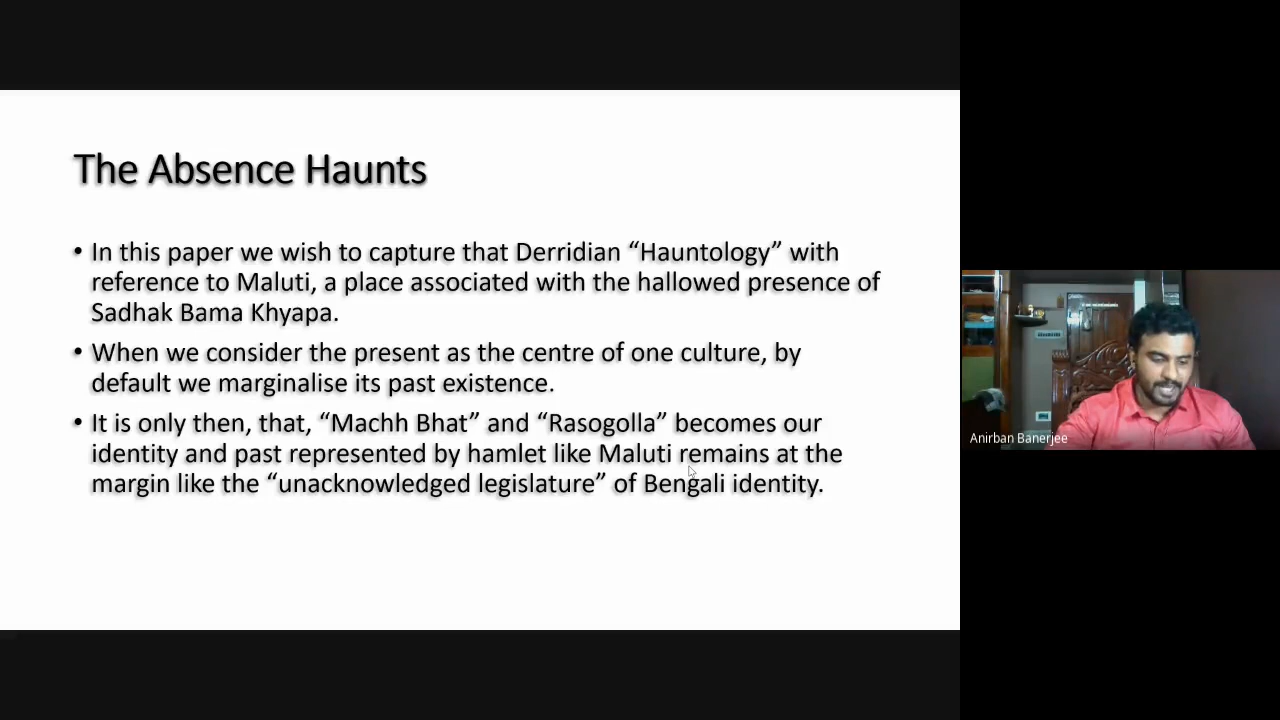 The Absence Haunts
• In this paper we wish to capture that Derridian “Hauntology” with
reference to Maluti, a place associated with the hallowed presence of
Sadhak Bama Khyapa.
• When we consider the present as the centre of one culture, by
default we marginalise its past existence.
• It is only then, that, “Machh Bhat” and “Rasogolla” becomes our
identity and past represented by hamlet like Maluti remains at the
margin like the “unacknowledged legislature” of Bengali identity.
Anirban Banerjee